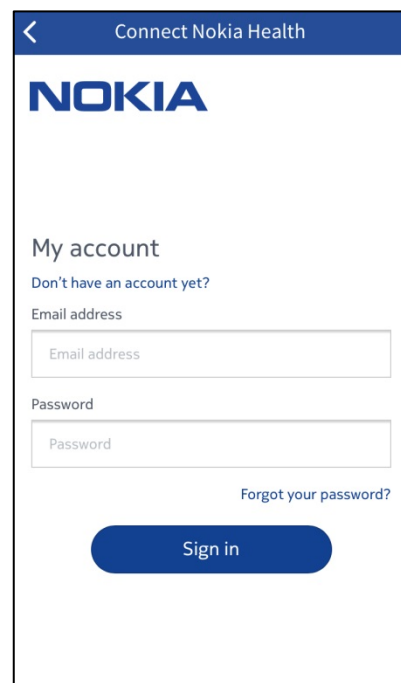 Connect Nokia Health
NOKIA
My account
Don't have an account yet?
Email address
Email address
Password
Password
Forgot your password?
Sign in